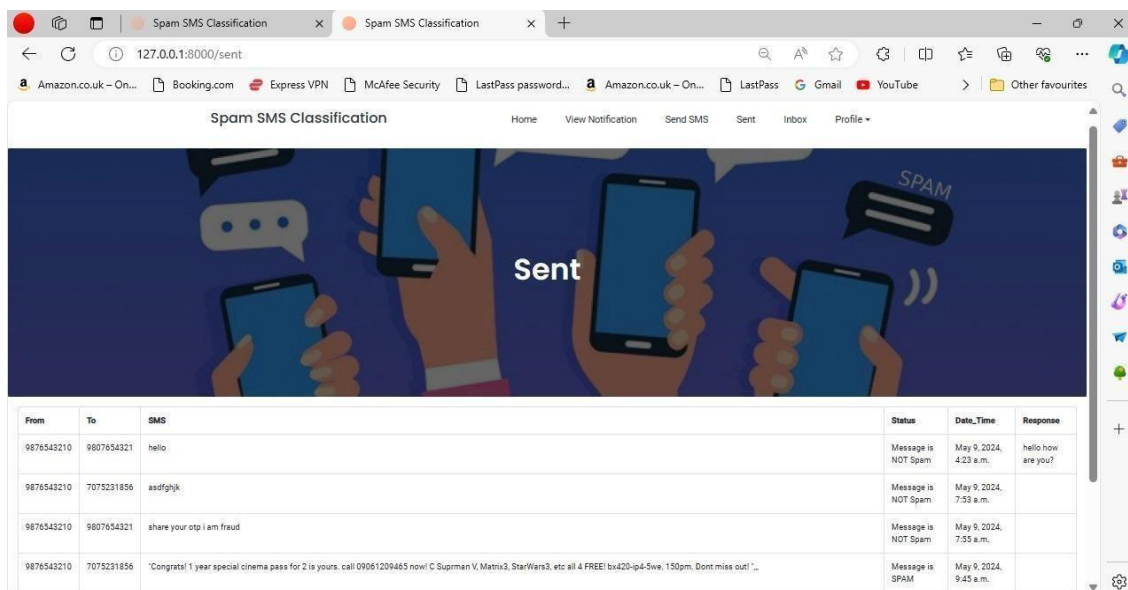 Spam SMS Classification
Spam SMS Classification
127.0.0.1:8000/sent
Amazon.co.uk – On... Booking.com Express VPN McAfee Security LastPass password... Amazon.co.uk – On... LastPass Gmail YouTube Other favourites
Spam SMS Classification Home View Notification Send SMS Sent Inbox Profile
SPAM
Sent
From To SMS Status Date_Time Response
9876543210 9807654321 hello Message is May 9, 2024, hello how
NOT Spam 4:23 a.m. are you?
9876543210 7075231856 asdfghjk Message is May 9, 2024,
NOT Spam 7:53 a.m.
9876543210 9807654321 share your otp i am fraud Message is May 9, 2024,
NOT Spam 7:55 a.m.
9876543210 7075231856 "Congrats! 1 year special cinema pass for 2 is yours. call 09061209465 now! C Suprman V, Matrix3, StarWars3, etc all 4 FREE! bx420-ip4-5we. 150pm. Dont miss out! ",,, Message is May 9, 2024,
SPAM 9:45 a.m.